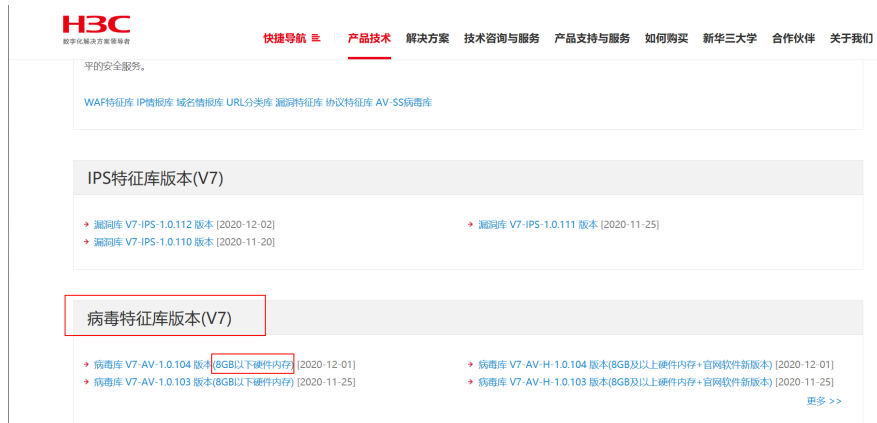 H3C
数字化解决方案领导者
快捷导航 产品技术 解决方案 技术咨询与服务 产品支持与服务 如何购买 新华三大学 合作伙伴 关于我们
平的安全服务。
WAF特征库 IP情报库 域名情报库 URL分类库 漏洞特征库 协议特征库 AV-SS病毒库
IPS特征库版本(V7)
漏洞库 V7-IPS-1.0.112 版本 [2020-12-02]
漏洞库 V7-IPS-1.0.111 版本 [2020-11-25]
漏洞库 V7-IPS-1.0.110 版本 [2020-11-20]
病毒特征库版本(V7)
病毒库 V7-AV-1.0.104 版本(8GB以下硬件内存) [2020-12-01]
病毒库 V7-AV-H-1.0.104 版本(8GB及以上硬件内存+官网软件新版本) [2020-12-01]
病毒库 V7-AV-1.0.103 版本(8GB以下硬件内存) [2020-11-25]
病毒库 V7-AV-H-1.0.103 版本(8GB及以上硬件内存+官网软件新版本) [2020-11-25]
更多 >>